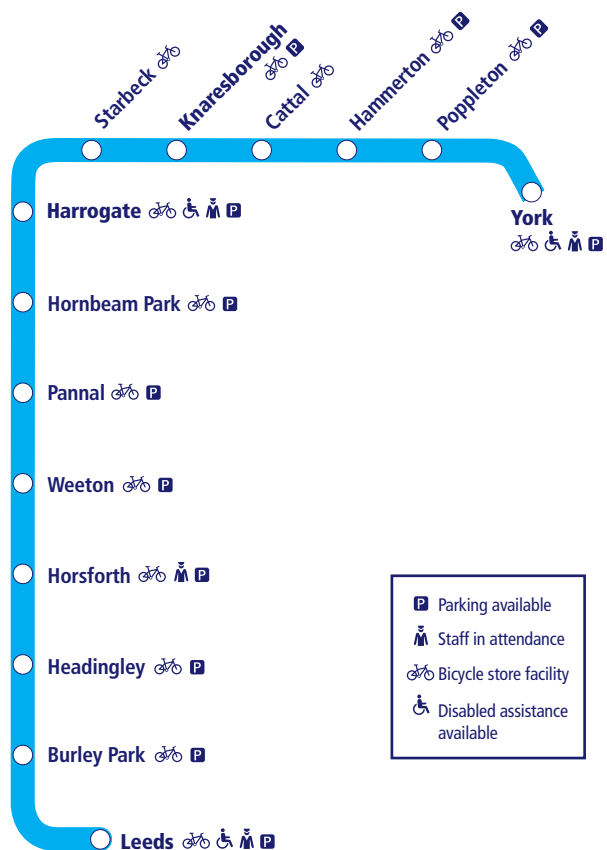 Starbeck
Knaresborough
P
Cattal
Hammerton P
Poppleton P
York
P
Harrogate P
Hornbeam Park P
Pannal P
Weeton P
Horsforth P
Headingley P
Burley Park P
Leeds P
P Parking available
Staff in attendance
Bicycle store facility
Disabled assistance
available